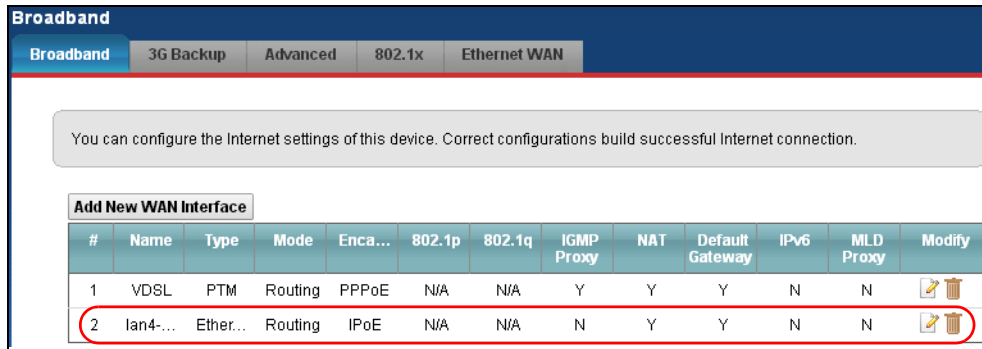 Broadband
Broadband 3G Backup Advanced 802.1x Ethernet WAN
You can configure the Internet settings of this device. Correct configurations build successful Internet connection.
Add New WAN Interface
# Name Type Mode Enca... 802.1p 802.1q IGMP Proxy NAT Default Gateway IPv6 MLD Proxy Modify
1 VDSL PTM Routing PPPoE N/A N/A Y Y Y N N
2 lan4-... Ether... Routing IPoE N/A N/A N Y Y N N